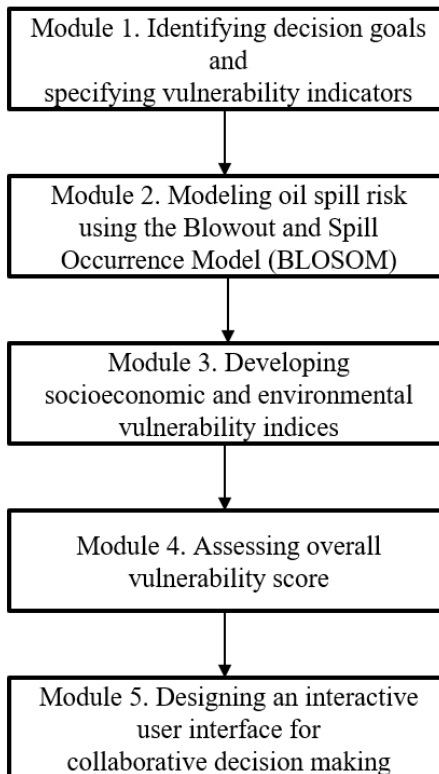 Module 1. Identifying decision goals
and
specifying vulnerability indicators
Module 2. Modeling oil spill risk
using the Blowout and Spill
Occurrence Model (BLOSOM)
Module 3. Developing
socioeconomic and environmental
vulnerability indices
Module 4. Assessing overall
vulnerability score
Module 5. Designing an interactive
user interface for
collaborative decision making